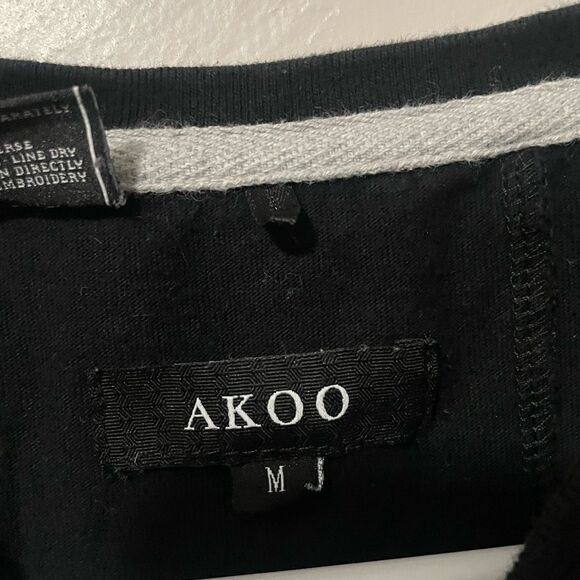 ARATELY
ERSE
LINE DRY
N DIRECTLY
EMBROIDERY
AKOO
M